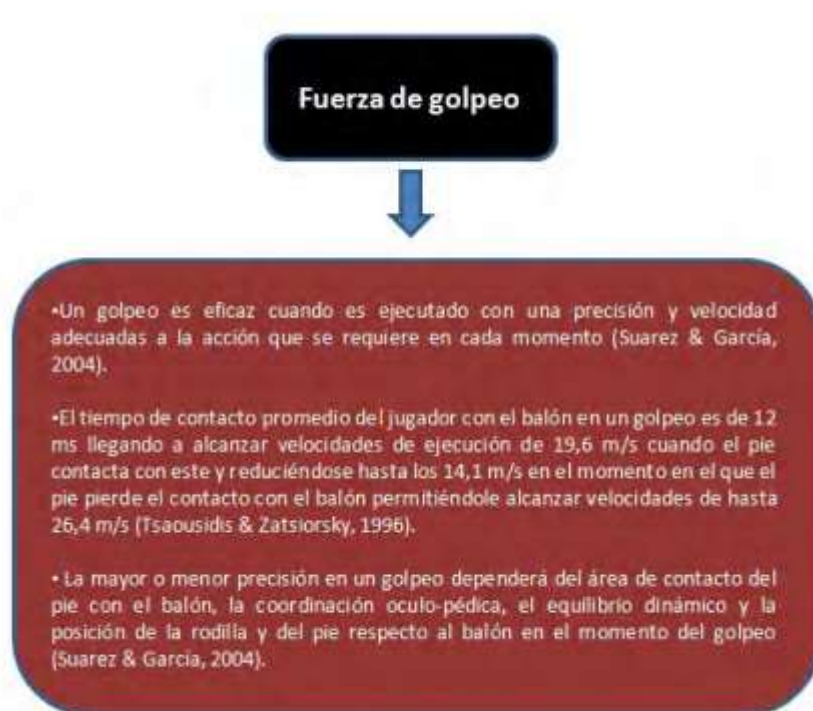 Fuerza de golpeo
•Un golpeo es eficaz cuando es ejecutado con una precisión y velocidad
adecuadas a la acción que se requiere en cada momento (Suarez & García,
2004).
•El tiempo de contacto promedio del jugador con el balón en un golpeo es de 12
ms llegando a alcanzar velocidades de ejecución de 19,6 m/s cuando el pie
contacta con este y reduciéndose hasta los 14,1 m/s en el momento en el que el
pie pierde el contacto con el balón permitiéndole alcanzar velocidades de hasta
26,4 m/s (Tsaousidis & Zatsiorsky, 1996).
• La mayor o menor precisión en un golpeo dependerá del área de contacto del
pie con el balón, la coordinación oculo-pédica, el equilibrio dinámico y la
posición de la rodilla y del pie respecto al balón en el momento del golpeo
(Suarez & García, 2004).